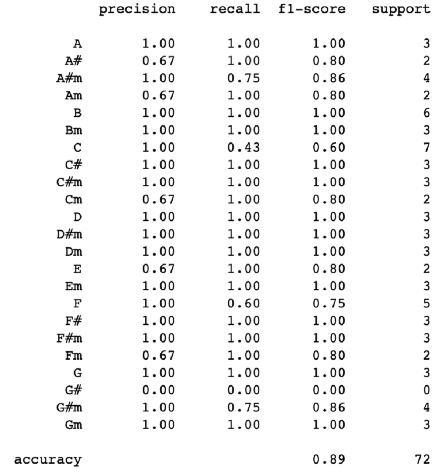 precision recall f1-score support
A 1.00 1.00 1.00 3
A# 0.67 1.00 0.80 2
A#m 1.00 0.75 0.86 4
Am 0.67 1.00 0.80 2
B 1.00 1.00 1.00 6
Bm 1.00 1.00 1.00 3
C 1.00 0.43 0.60 7
C# 1.00 1.00 1.00 3
C#m 1.00 1.00 1.00 3
Cm 0.67 1.00 0.80 2
D 1.00 1.00 1.00 3
D#m 1.00 1.00 1.00 3
Dm 1.00 1.00 1.00 3
E 0.67 1.00 0.80 2
Em 1.00 1.00 1.00 3
F 1.00 0.60 0.75 5
F# 1.00 1.00 1.00 3
F#m 1.00 1.00 1.00 3
Fm 0.67 1.00 0.80 2
G 1.00 1.00 1.00 3
G# 0.00 0.00 0.00 0
G#m 1.00 0.75 0.86 4
Gm 1.00 1.00 1.00 3
accuracy 0.89 72